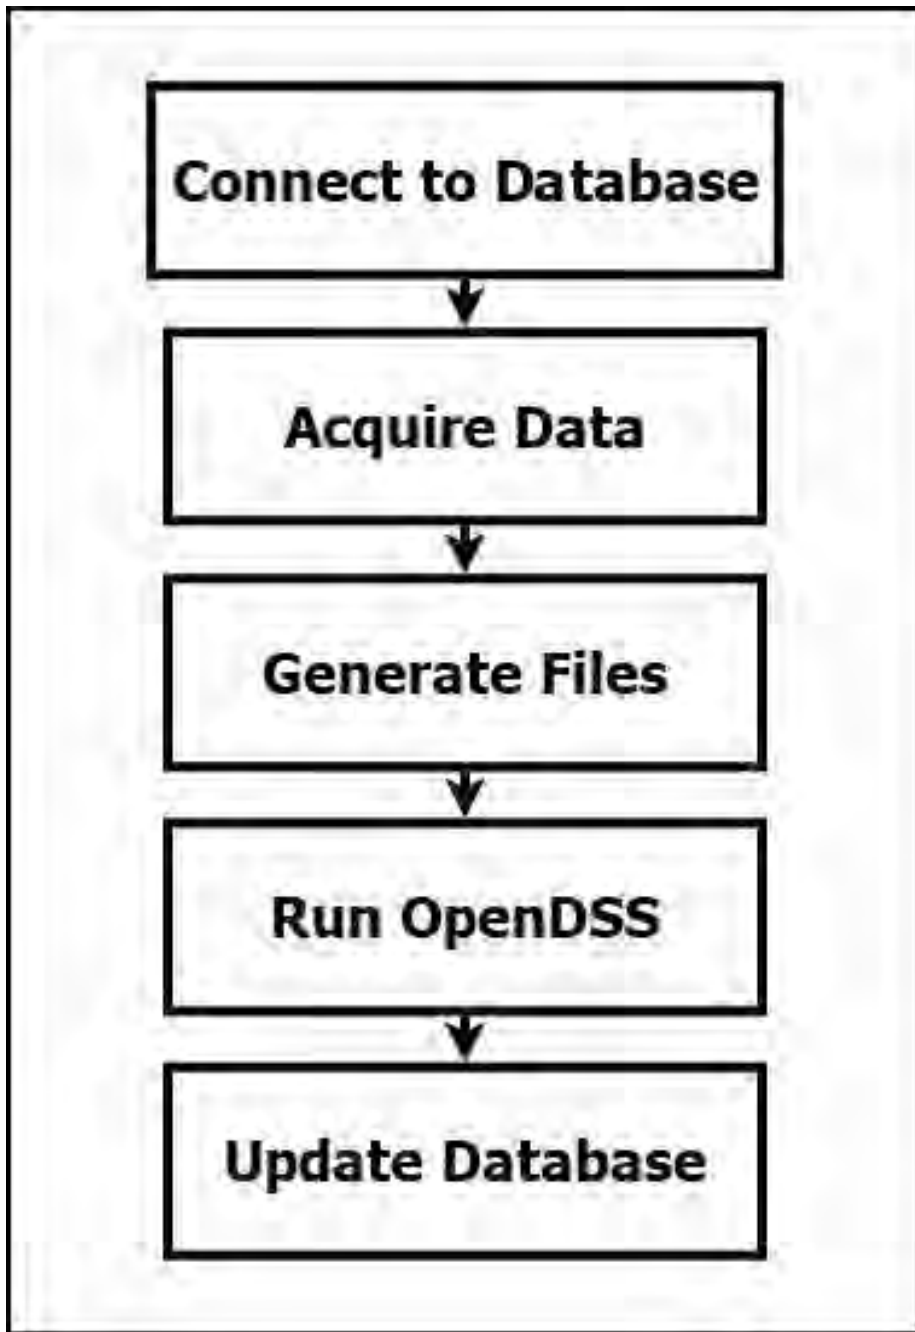 Connect to Database
Acquire Data
Generate Files
Run OpenDSS
Update Database